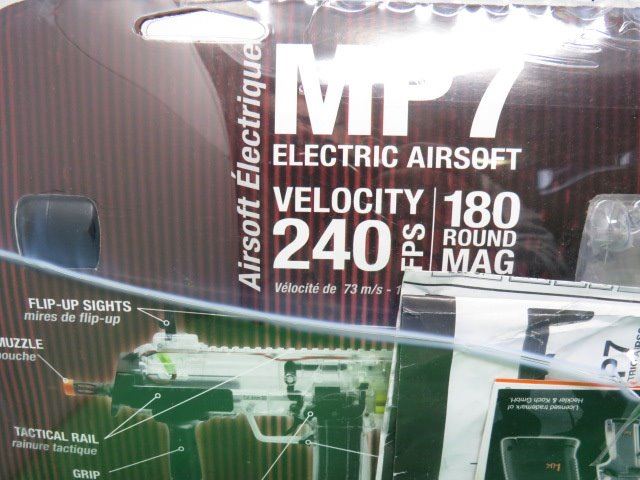 MP7
ELECTRIC AIRSOFT
Airsoft Électrique
VELOCITY
240 FPS
180
ROUND
MAG
Vélocité de 73 m/s -
FLIP-UP SIGHTS
mires de flip-up
MUZZLE
bouche
TACTICAL RAIL
rainure tactique
GRIP
Licensed trademark of
Heckler & Koch GmbH.